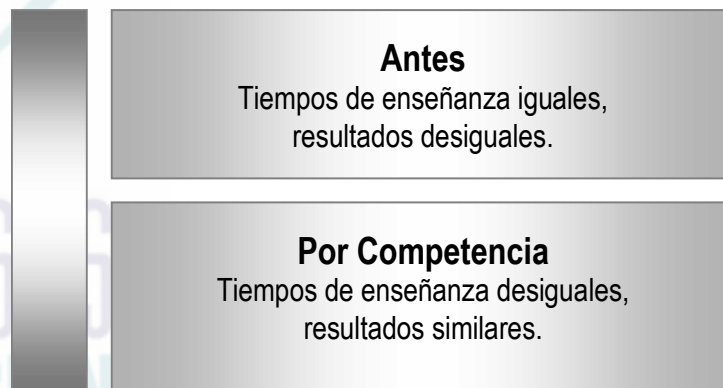 Antes
Tiempos de enseñanza iguales,
resultados desiguales.
Por Competencia
Tiempos de enseñanza desiguales,
resultados similares.